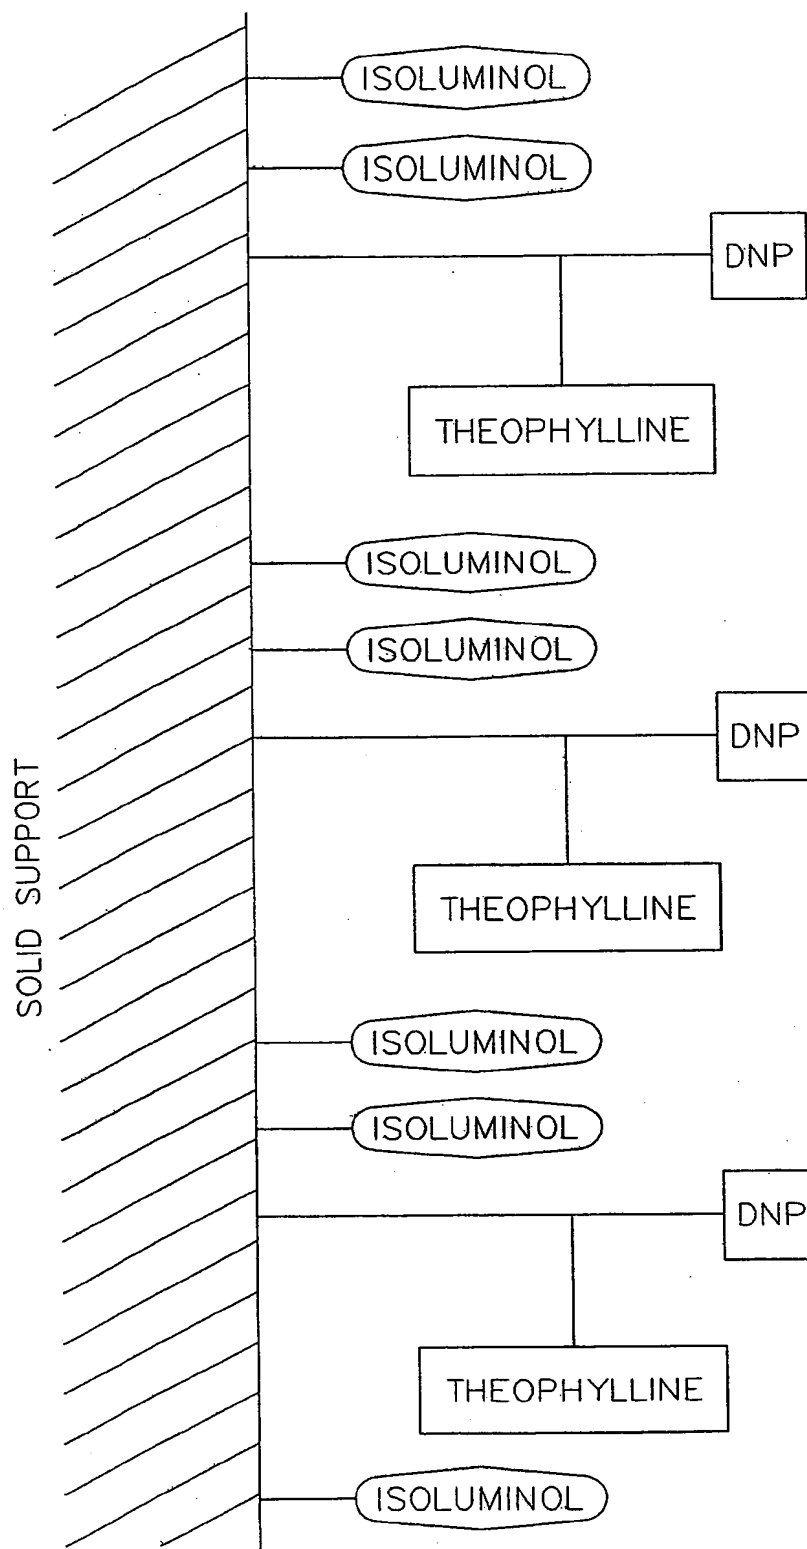 ISOLUMINOL
ISOLUMINOL
DNP
THEOPHYLLINE
ISOLUMINOL
ISOLUMINOL
DNP
THEOPHYLLINE
SOLID SUPPORT
ISOLUMINOL
ISOLUMINOL
DNP
THEOPHYLLINE
ISOLUMINOL